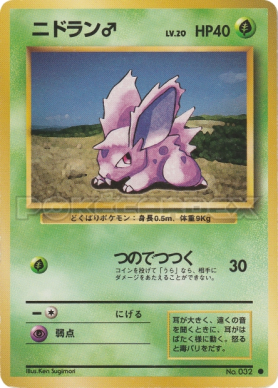 ニドラン♂ LV.20 HP40
POKETORBOX
どくばりポケモン:身長0.5m、体重9Kg
つのでつつく 30
コインを投げて「うら」なら、相手に
ダメージをあたえることができない。
にげる
弱点
耳が大きく、遠くの音
を聞くとき、耳がはば
たく様に動く。怒る
と毒バリをだす。
Illus.Ken Sugimori
No.032